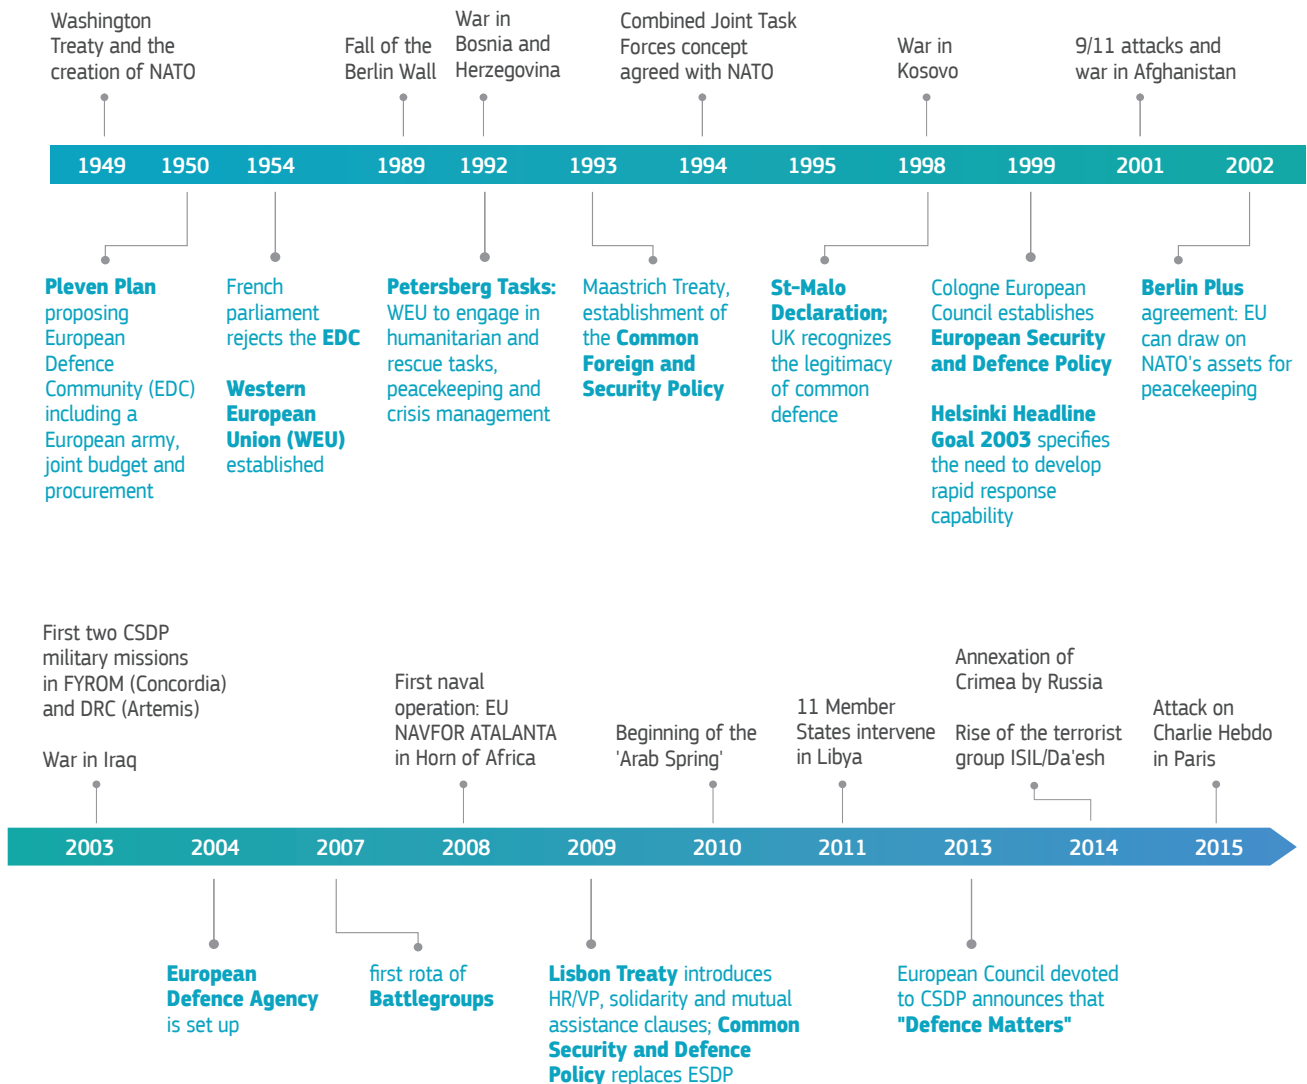 Washington
Treaty and the
creation of NATO
Fall of the
Berlin Wall
War in
Bosnia and
Herzegovina
Combined Joint Task
Forces concept
agreed with NATO
War in
Kosovo
9/11 attacks and
war in Afghanistan
1949 1950 1954 1989 1992 1993 1994 1995 1998 1999 2001 2002
Pleven Plan
proposing
European
Defence
Community (EDC)
including a
European army,
joint budget and
procurement
French
parliament
rejects the EDC
Western
European
Union (WEU)
established
Petersberg Tasks:
WEU to engage in
humanitarian and
rescue tasks,
peacekeeping and
crisis management
Maastrich Treaty,
establishment of
the Common
Foreign and
Security Policy
St-Malo
Declaration;
UK recognizes
the legitimacy
of common
defence
Cologne European
Council establishes
European Security
and Defence Policy
Helsinki Headline
Goal 2003 specifies
the need to develop
rapid response
capability
Berlin Plus
agreement: EU
can draw on
NATO's assets for
peacekeeping
First two CSDP
military missions
in FYROM (Concordia)
and DRC (Artemis)
War in Iraq
First naval
operation: EU
NAVFOR ATALANTA
in Horn of Africa
Beginning of the
'Arab Spring'
11 Member
States intervene
in Libya
Annexation of
Crimea by Russia
Rise of the terrorist
group ISIL/Da'esh
Attack on
Charlie Hebdo
in Paris
2003 2004 2007 2008 2009 2010 2011 2013 2014 2015
European
Defence Agency
is set up
first rota of
Battlegroups
Lisbon Treaty introduces
HR/VP, solidarity and mutual
assistance clauses; Common
Security and Defence
Policy replaces ESDP
European Council devoted
to CSDP announces that
"Defence Matters"